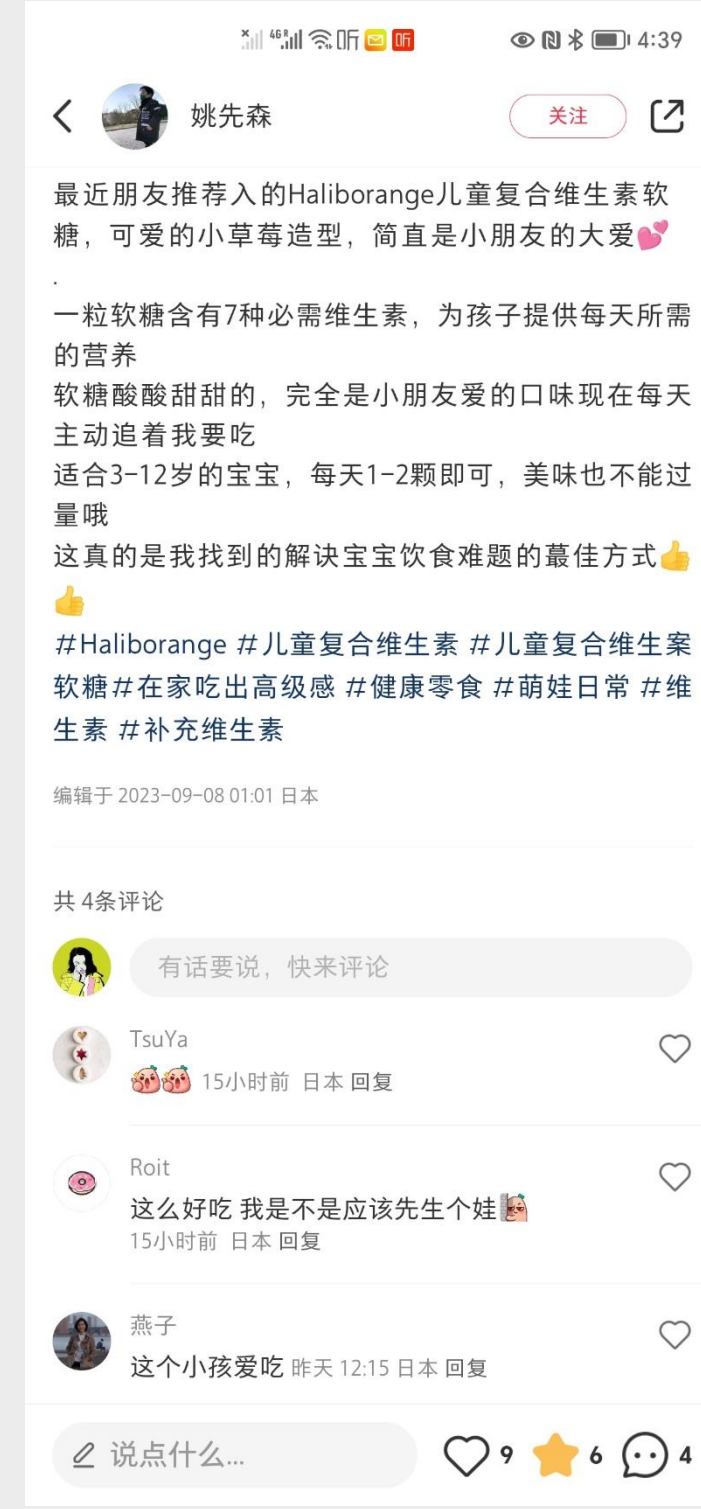 46R 听 听 4:39
姚先森 关注
最近朋友推荐入的Haliborange儿童复合维生素软
糖，可爱的小草莓造型，简直是小朋友的大爱💕
.
一粒软糖含有7种必需维生素，为孩子提供每天所需
的营养
软糖酸酸甜甜的，完全是小朋友爱的口味现在每天
主动追着我要吃
适合3-12岁的宝宝，每天1-2颗即可，美味也不能过
量哦
这真的是我找到的解诀宝宝饮食难题的蕞佳方式👍
👍
#Haliborange #儿童复合维生素 #儿童复合维生案
软糖#在家吃出高级感 #健康零食 #萌娃日常 #维
生素 #补充维生素
编辑于 2023-09-08 01:01 日本
共 4条评论
有话要说，快来评论
TsuYa
15小时前 日本 回复
Roit
这么好吃 我是不是应该先生个娃
15小时前 日本 回复
燕子
这个小孩爱吃 昨天 12:15 日本 回复
说点什么... 9 6 4